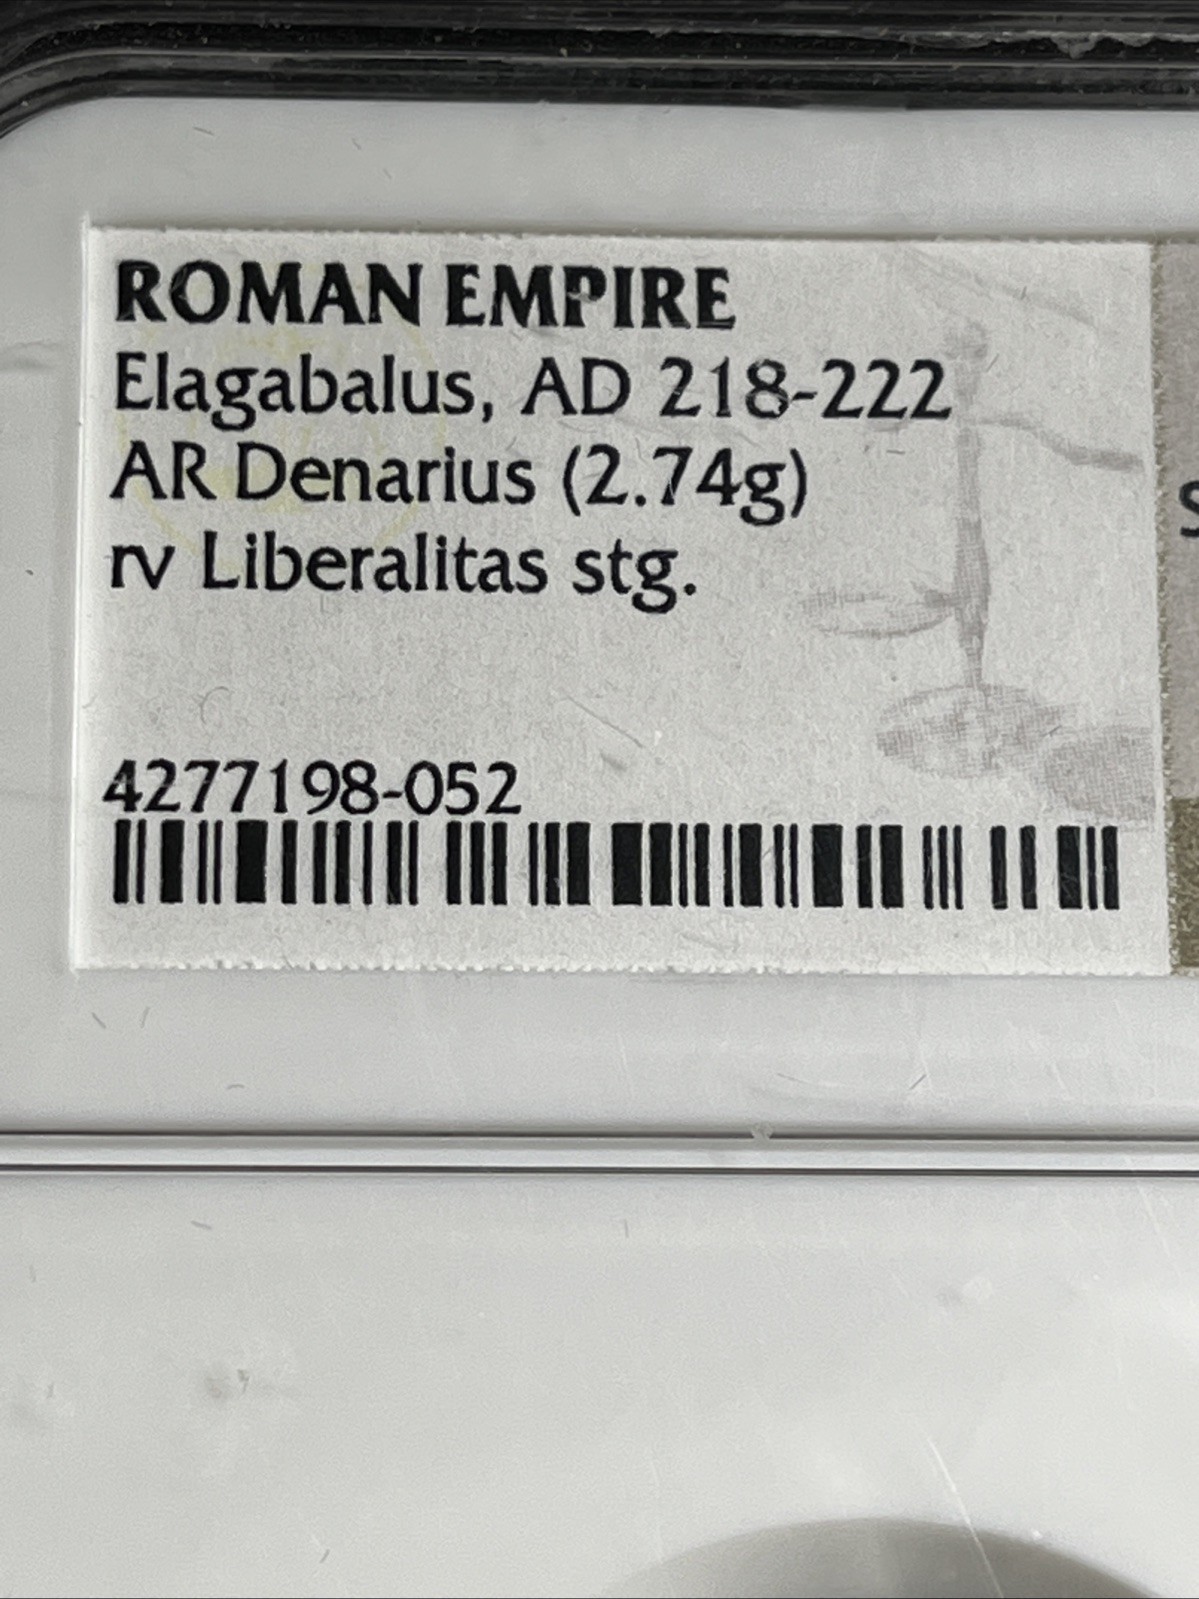 ROMAN EMPIRE
Elagabalus, AD 218-222
AR Denarius (2.74g)
rv Liberalitas stg.
4277198-052